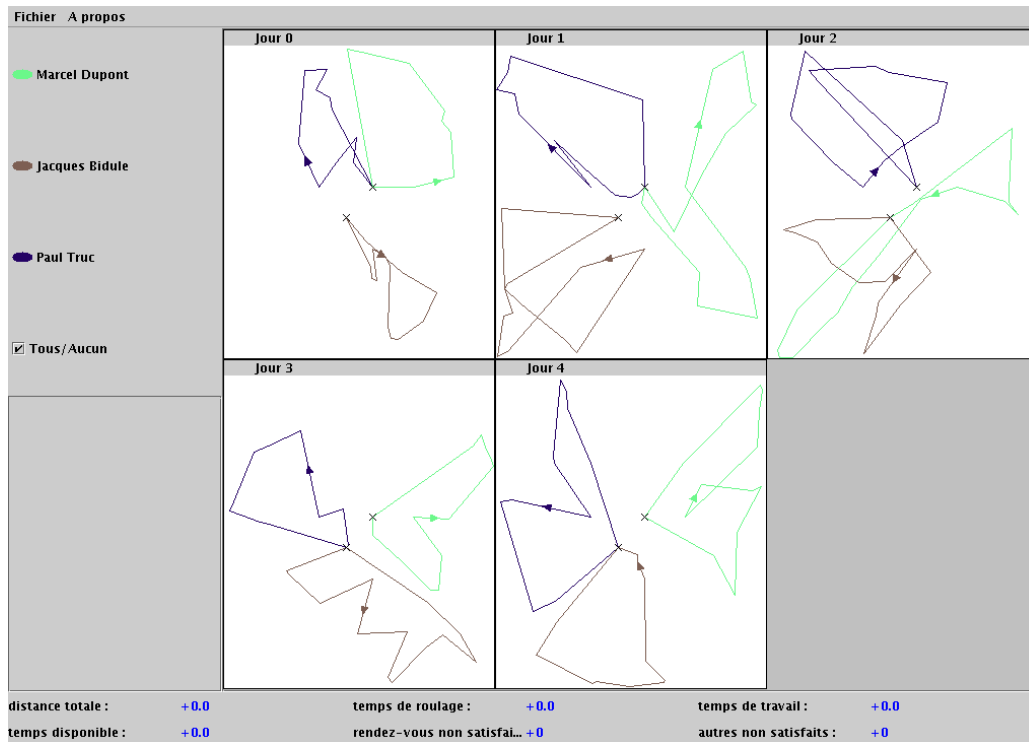 Fichier A propos
Jour 0 Jour 1 Jour 2
Marcel Dupont
Jacques Bidule
Paul Truc
Tous/Aucun
Jour 3 Jour 4
distance totale : +0.0 temps de roulage : +0.0 temps de travail : +0.0
temps disponible : +0.0 rendez-vous non satisfai... +0 autres non satisfaits : +0